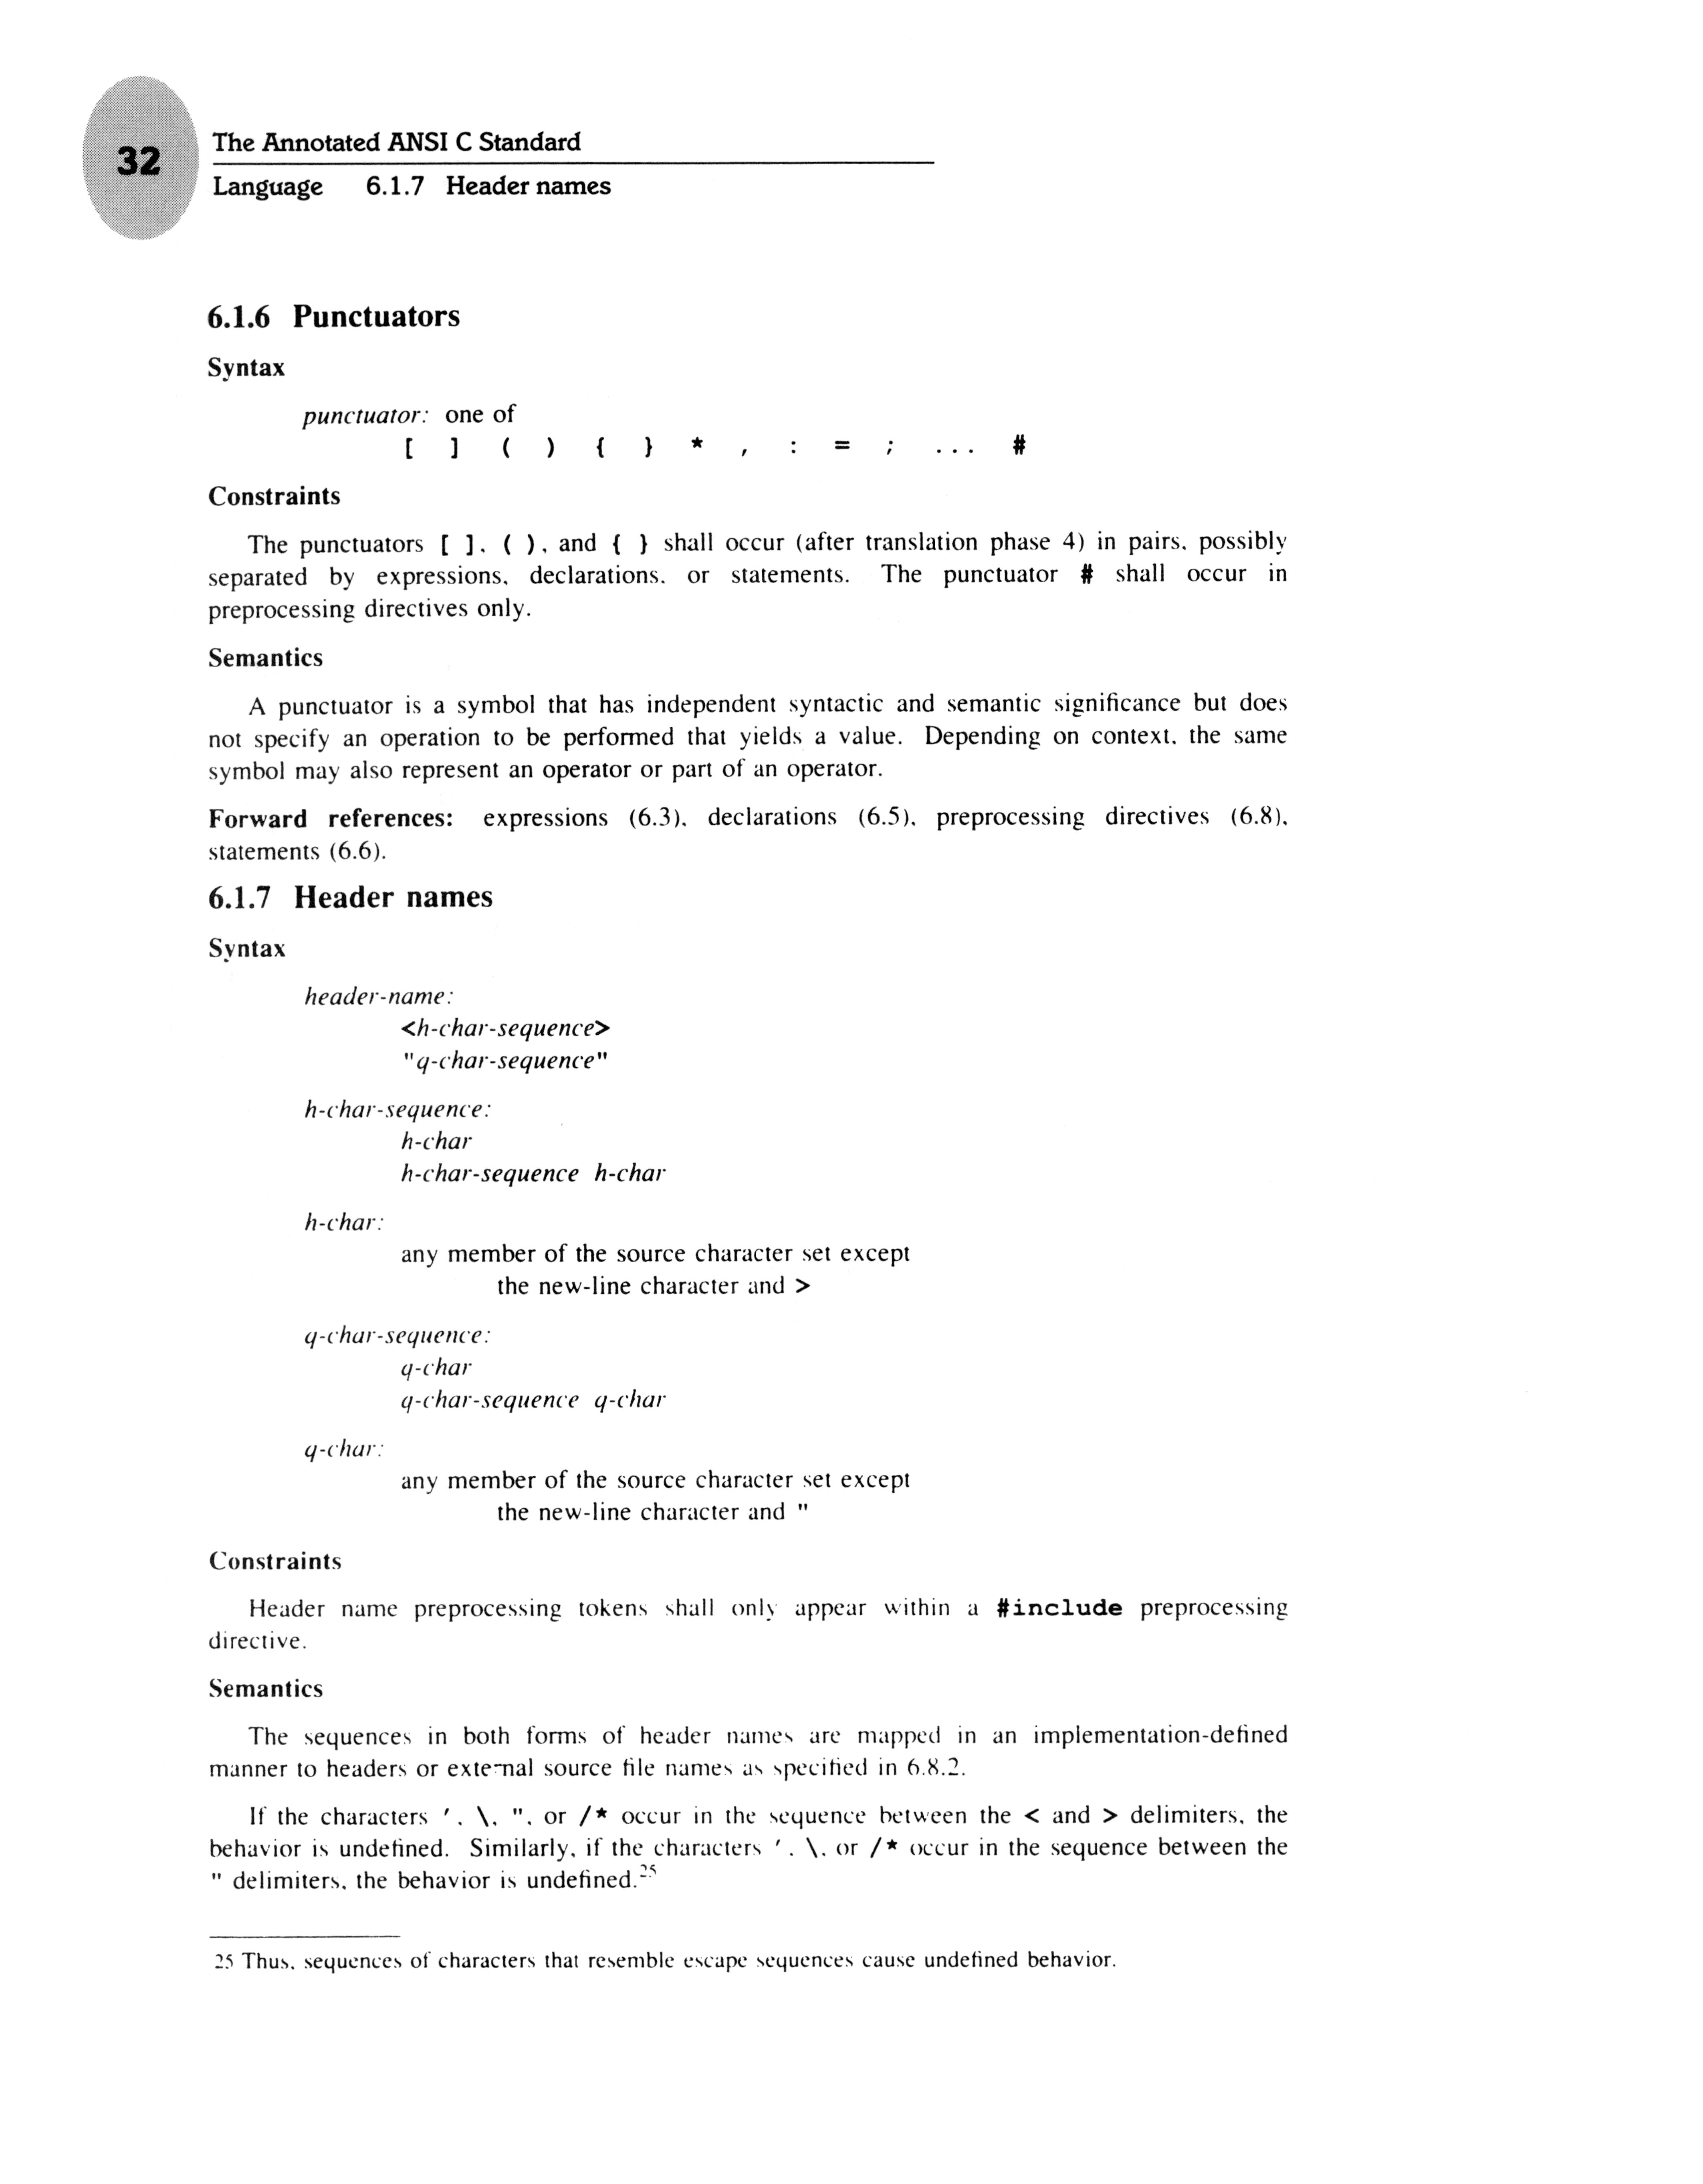 32
The Annotated ANSI C Standard
Language 6.1.7 Header names
6.1.6 Punctuators
Syntax
punctuator: one of
[ ] ( ) { } * , : = ; ... #
Constraints
The punctuators [ ], ( ), and { } shall occur (after translation phase 4) in pairs, possibly
separated by expressions, declarations, or statements. The punctuator # shall occur in
preprocessing directives only.
Semantics
A punctuator is a symbol that has independent syntactic and semantic significance but does
not specify an operation to be performed that yields a value. Depending on context, the same
symbol may also represent an operator or part of an operator.
Forward references: expressions (6.3), declarations (6.5), preprocessing directives (6.8),
statements (6.6).
6.1.7 Header names
Syntax
header-name:
<h-char-sequence>
"q-char-sequence"
h-char-sequence:
h-char
h-char-sequence h-char
h-char:
any member of the source character set except
the new-line character and >
q-char-sequence:
q-char
q-char-sequence q-char
q-char:
any member of the source character set except
the new-line character and "
Constraints
Header name preprocessing tokens shall only appear within a #include preprocessing
directive.
Semantics
The sequences in both forms of header names are mapped in an implementation-defined
manner to headers or external source file names as specified in 6.8.2.
If the characters ', \, ", or /* occur in the sequence between the < and > delimiters, the
behavior is undefined. Similarly, if the characters ', \, or /* occur in the sequence between the
" delimiters, the behavior is undefined.25
25 Thus, sequences of characters that resemble escape sequences cause undefined behavior.